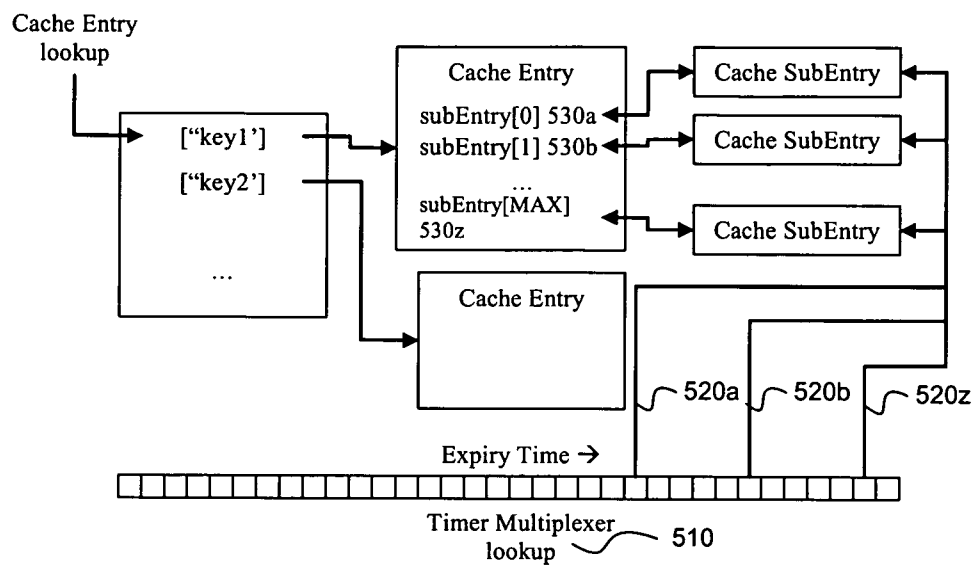 Cache Entry
lookup
["key1']
["key2']
...
Cache Entry
subEntry[0] 530a
subEntry[1] 530b
...
subEntry[MAX]
530z
Cache SubEntry
Cache SubEntry
Cache SubEntry
Cache Entry
520a
520b
520z
Expiry Time →
Timer Multiplexer
lookup
510